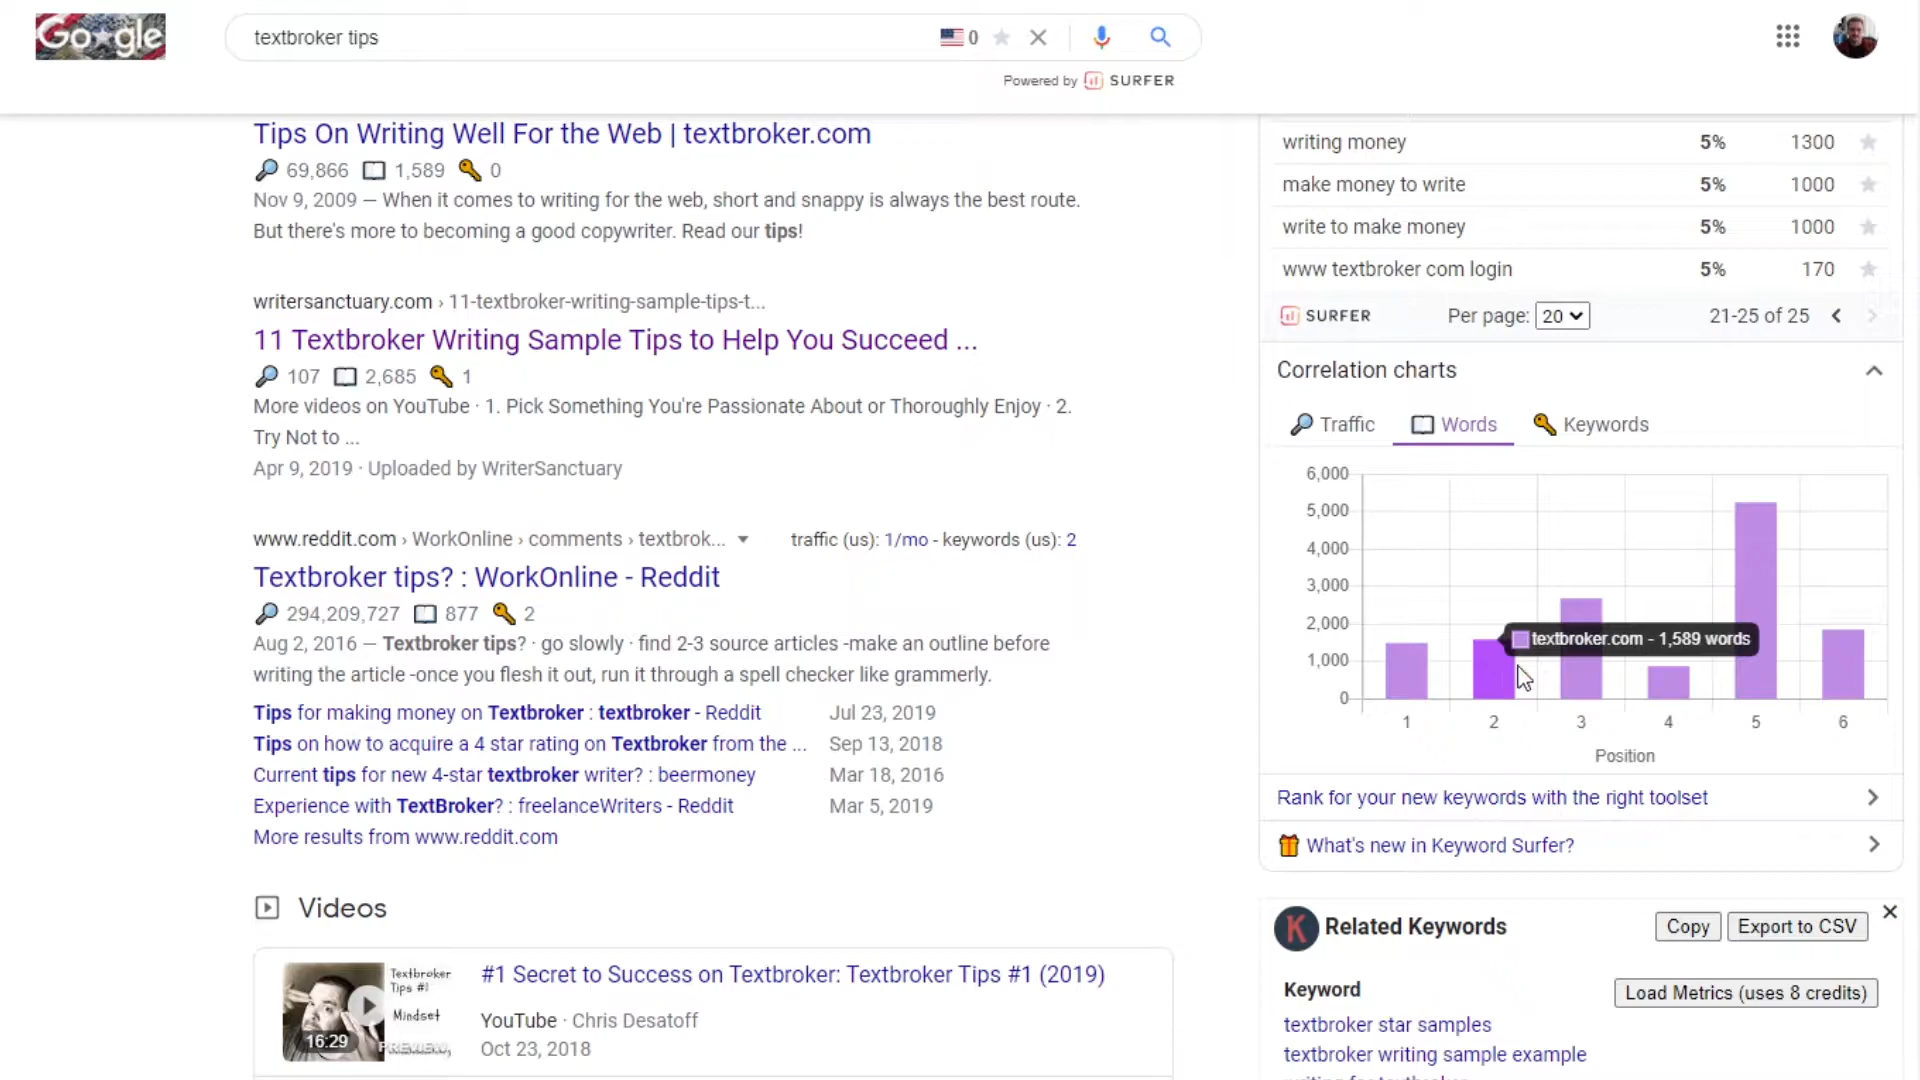 Google
textbroker tips
0
Powered by SURFER
Tips On Writing Well For the Web | textbroker.com
69,866 1,589 0
Nov 9, 2009 — When it comes to writing for the web, short and snappy is always the best route.
But there's more to becoming a good copywriter. Read our tips!
writersanctuary.com › 11-textbroker-writing-sample-tips-t...
11 Textbroker Writing Sample Tips to Help You Succeed ...
107 2,685 1
More videos on YouTube · 1. Pick Something You're Passionate About or Thoroughly Enjoy · 2.
Try Not to ...
Apr 9, 2019 · Uploaded by WriterSanctuary
www.reddit.com › WorkOnline › comments › textbrok... traffic (us): 1/mo - keywords (us): 2
Textbroker tips? : WorkOnline - Reddit
294,209,727 877 2
Aug 2, 2016 — Textbroker tips? · go slowly · find 2-3 source articles -make an outline before
writing the article -once you flesh it out, run it through a spell checker like grammerly.
Tips for making money on Textbroker : textbroker - Reddit Jul 23, 2019
Tips on how to acquire a 4 star rating on Textbroker from the ... Sep 13, 2018
Current tips for new 4-star textbroker writer? : beermoney Mar 18, 2016
Experience with TextBroker? : freelanceWriters - Reddit Mar 5, 2019
More results from www.reddit.com
Videos
Textbroker
Tips #1
Mindset
16:29
PREVIEW
#1 Secret to Success on Textbroker: Textbroker Tips #1 (2019)
YouTube · Chris Desatoff
Oct 23, 2018
writing money 5% 1300
make money to write 5% 1000
write to make money 5% 1000
www textbroker com login 5% 170
SURFER Per page: 20 21-25 of 25
Correlation charts
Traffic Words Keywords
6,000
5,000
4,000
3,000
2,000
textbroker.com - 1,589 words
1,000
0
1 2 3 4 5 6
Position
Rank for your new keywords with the right toolset
What's new in Keyword Surfer?
K Related Keywords Copy Export to CSV
Keyword Load Metrics (uses 8 credits)
textbroker star samples
textbroker writing sample example